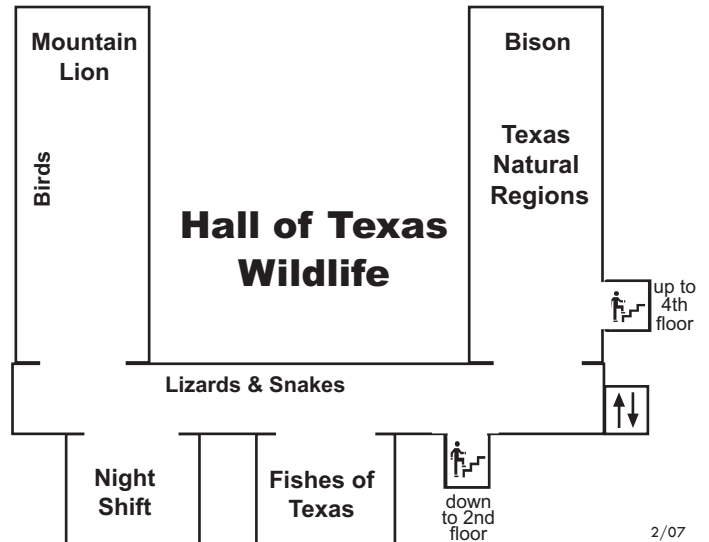 Mountain
Lion
Bison
Birds
Texas
Natural
Regions
Hall of Texas
Wildlife
up to
4th
floor
Lizards & Snakes
Night
Shift
Fishes of
Texas
down
to 2nd
floor
2/07